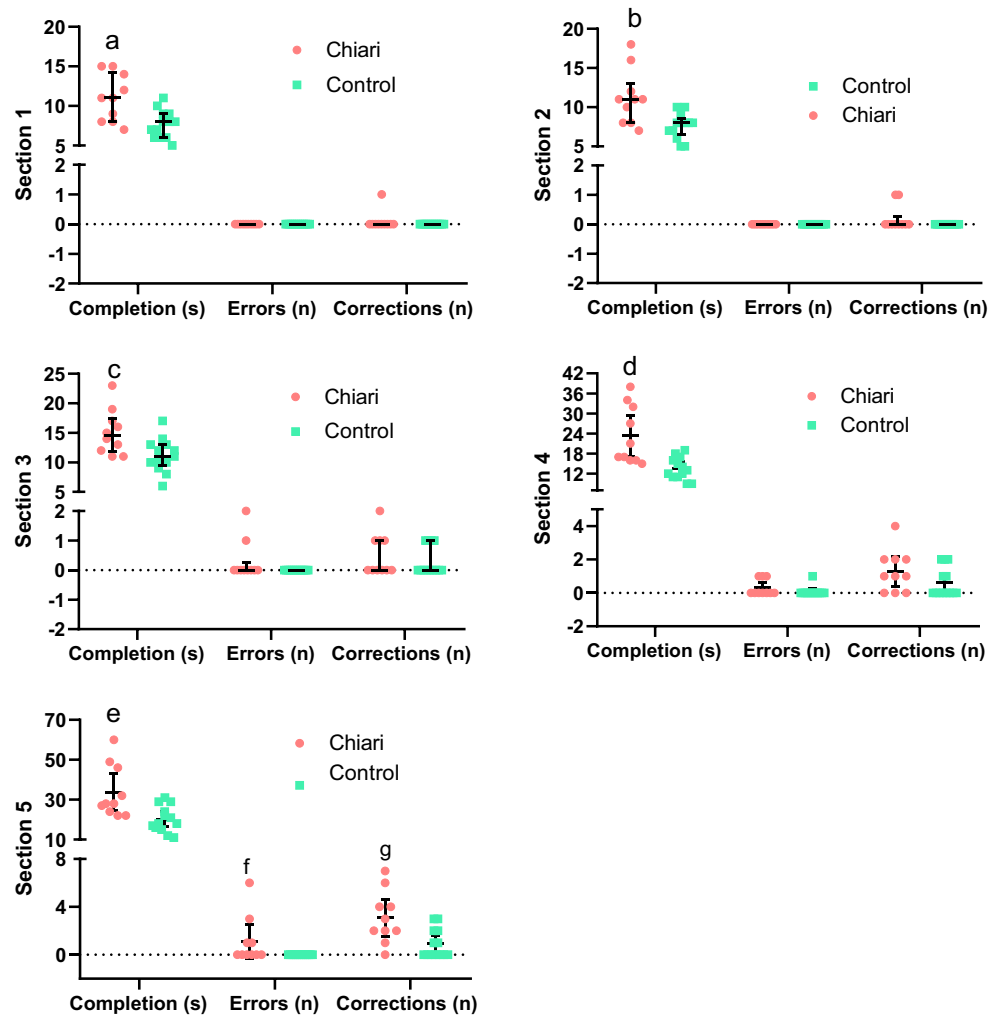 a
Chiari
Control
Section 1
20
15
10
5
2
1
0
-1
-2
Completion (s) Errors (n) Corrections (n)
b
Control
Chiari
Section 2
20
15
10
5
2
1
0
-1
-2
Completion (s) Errors (n) Corrections (n)
c
Chiari
Control
Section 3
25
20
15
10
5
2
1
0
-1
-2
Completion (s) Errors (n) Corrections (n)
d
Chiari
Control
Section 4
42
36
30
24
18
12
4
2
0
-2
Completion (s) Errors (n) Corrections (n)
e
Chiari
Control
Section 5
70
50
30
10
8
4
0
f
g
Completion (s) Errors (n) Corrections (n)